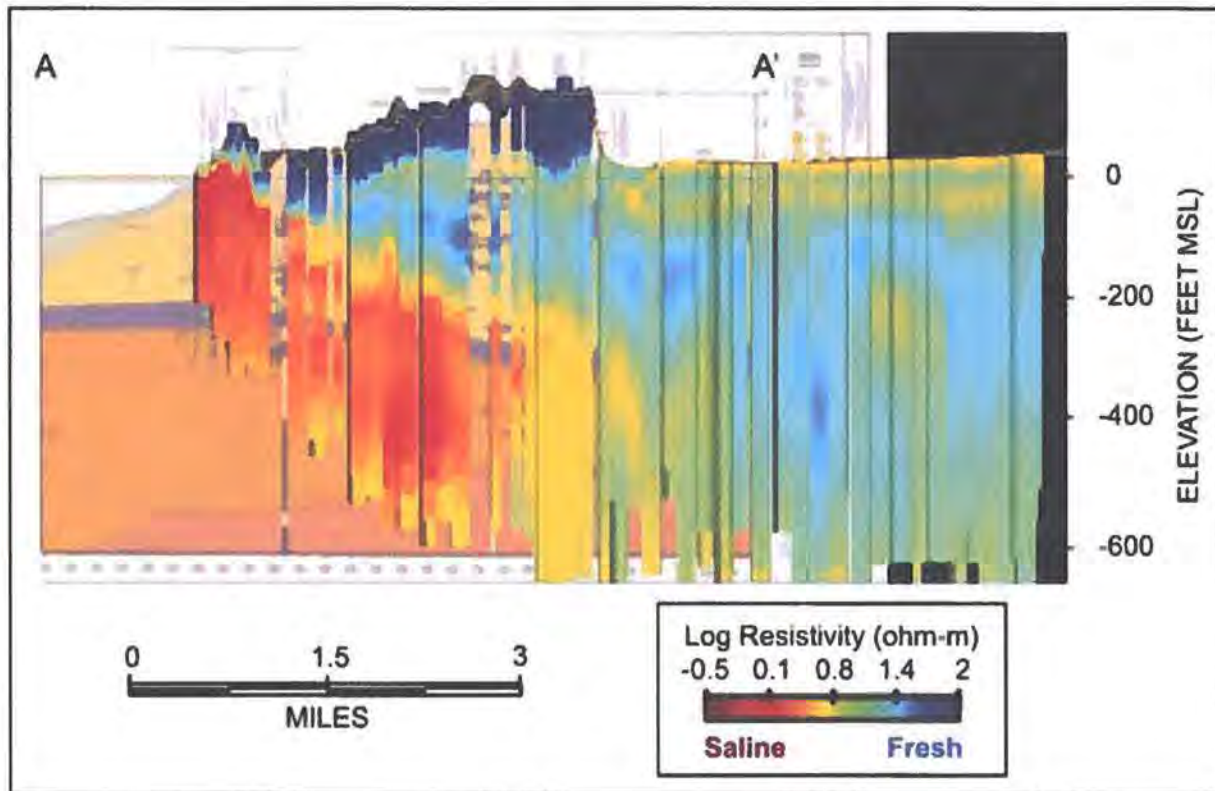 A A'
0
-200
-400
-600
ELEVATION (FEET MSL)
0 1.5 3
MILES
Log Resistivity (ohm-m)
-0.5 0.1 0.8 1.4 2
Saline Fresh